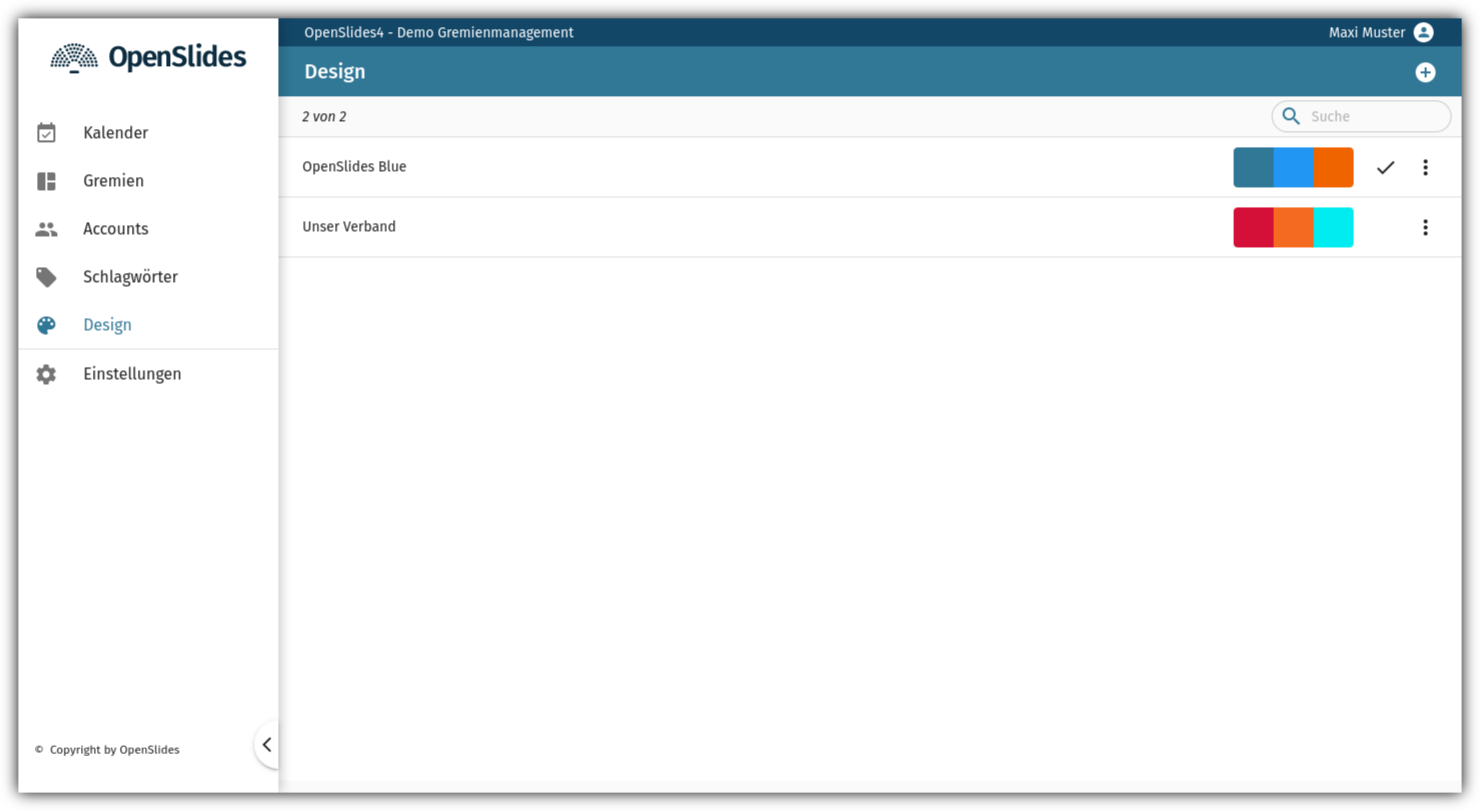 OpenSlides
Kalender
Gremien
Accounts
Schlagwörter
Design
Einstellungen
© Copyright by OpenSlides
OpenSlides4 - Demo Gremienmanagement
Maxi Muster
Design
2 von 2
Suche
OpenSlides Blue
Unser Verband